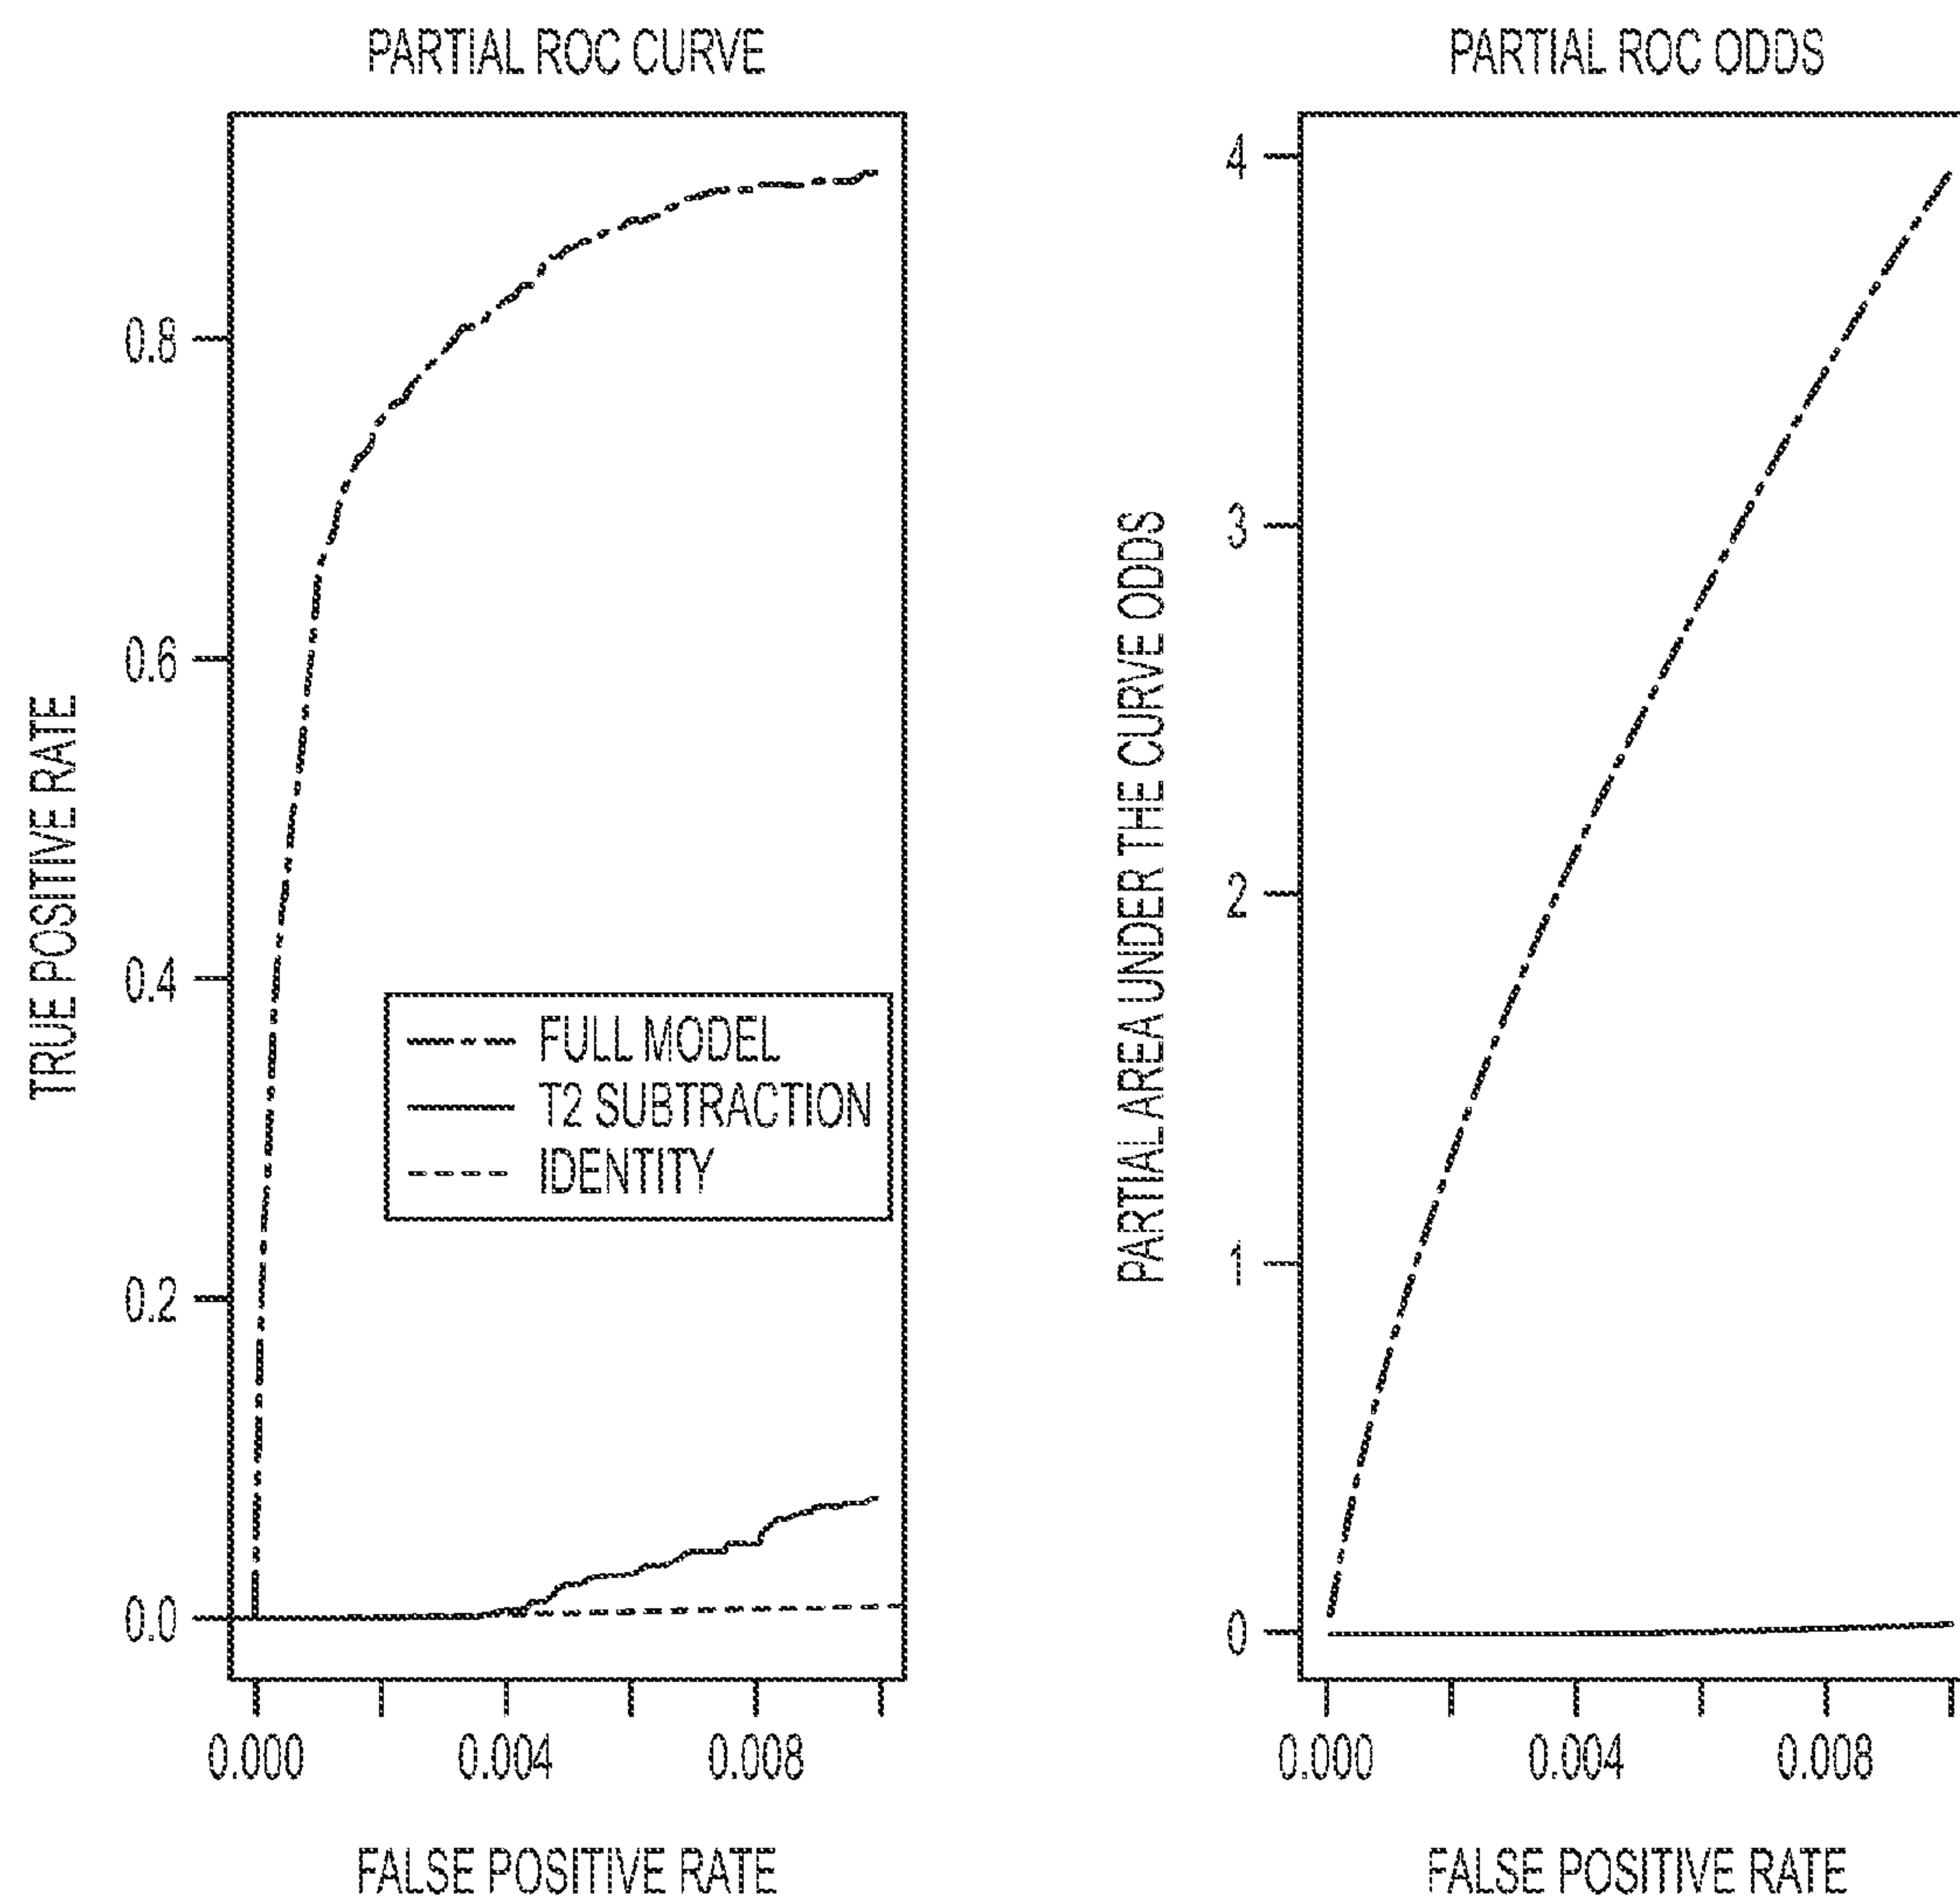 PARTIAL ROC CURVE
TRUE POSITIVE RATE
0.8
0.6
0.4
0.2
0.0
FULL MODEL
T2 SUBTRACTION
IDENTITY
0.000 0.004 0.008
FALSE POSITIVE RATE
PARTIAL ROC ODDS
PARTIAL AREA UNDER THE CURVE ODDS
4
3
2
1
0
0.000 0.004 0.008
FALSE POSITIVE RATE